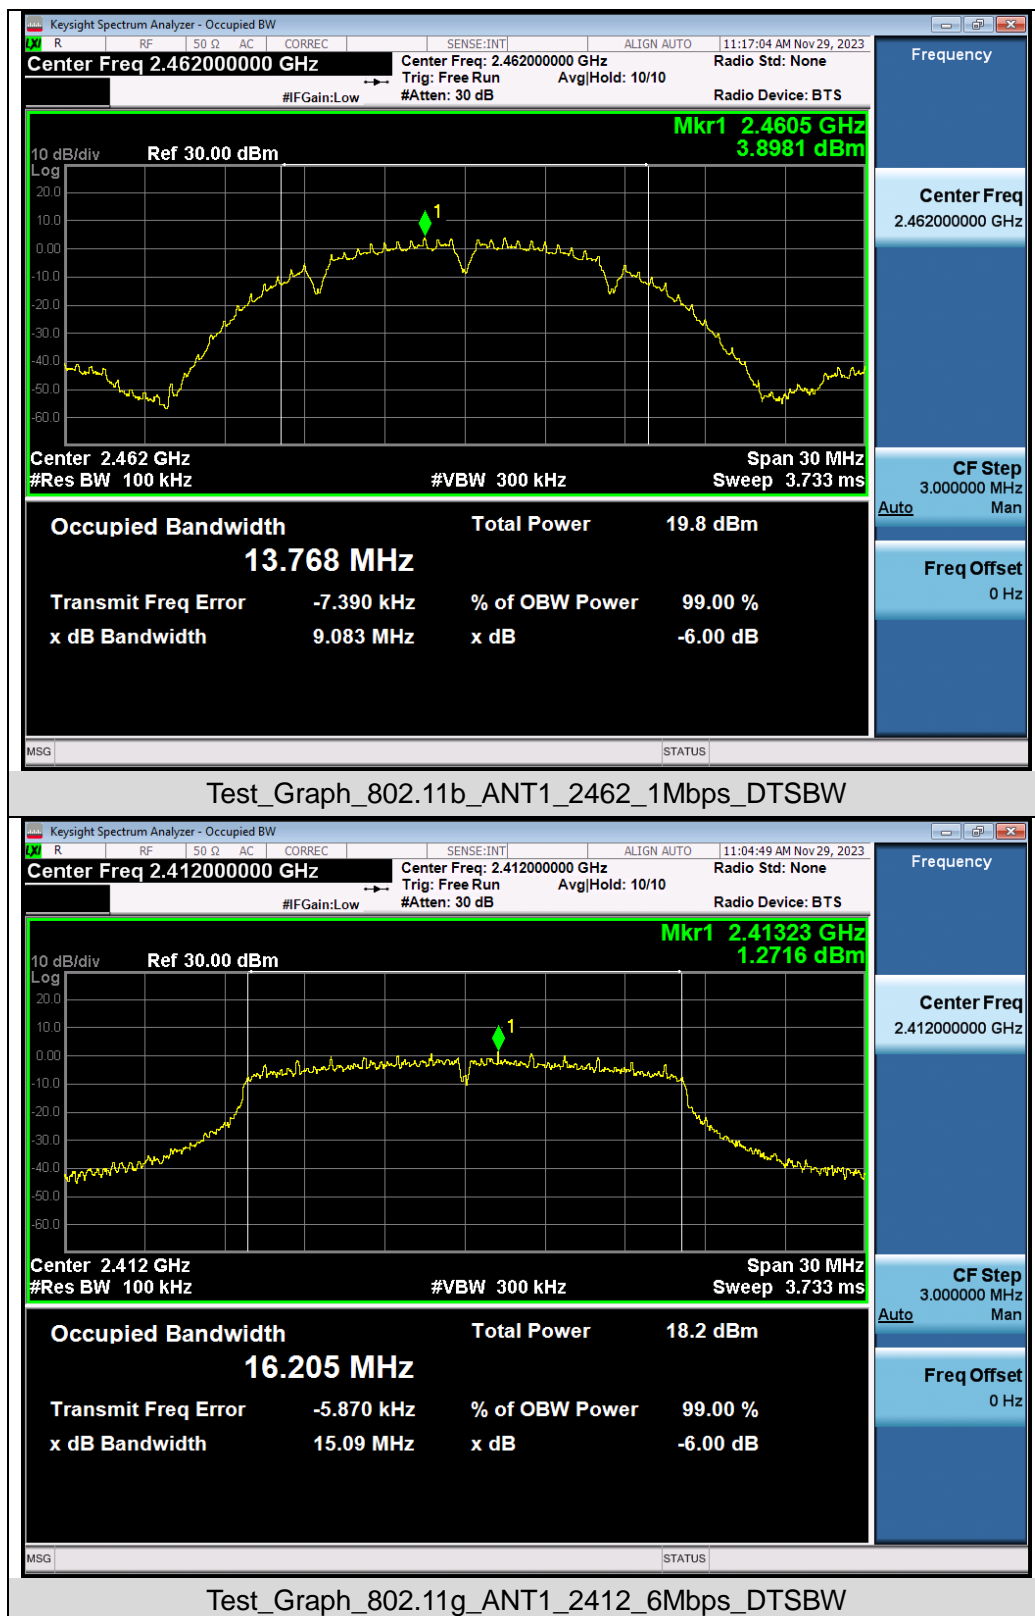 Keysight Spectrum Analyzer - Occupied BW
LXI R RF 50 Ω AC CORREC SENSE:INT ALIGN AUTO 11:17:04 AM Nov 29, 2023
Center Freq 2.462000000 GHz
Center Freq: 2.462000000 GHz
Radio Std: None
Trig: Free Run Avg|Hold: 10/10
#IFGain:Low
#Atten: 30 dB
Radio Device: BTS
Frequency
Mkr1 2.4605 GHz
3.8981 dBm
10 dB/div Ref 30.00 dBm
Log
20.0
10.0
0.00
-10.0
-20.0
-30.0
-40.0
-50.0
-60.0
1
Center 2.462 GHz
Span 30 MHz
#Res BW 100 kHz
#VBW 300 kHz
Sweep 3.733 ms
Center Freq
2.462000000 GHz
CF Step
3.000000 MHz
Auto Man
Freq Offset
0 Hz
Occupied Bandwidth
Total Power 19.8 dBm
13.768 MHz
Transmit Freq Error -7.390 kHz % of OBW Power 99.00 %
x dB Bandwidth 9.083 MHz x dB -6.00 dB
MSG STATUS
Test_Graph_802.11b_ANT1_2462_1Mbps_DTSBW
Keysight Spectrum Analyzer - Occupied BW
LXI R RF 50 Ω AC CORREC SENSE:INT ALIGN AUTO 11:04:49 AM Nov 29, 2023
Center Freq 2.412000000 GHz
Center Freq: 2.412000000 GHz
Radio Std: None
Trig: Free Run Avg|Hold: 10/10
#IFGain:Low
#Atten: 30 dB
Radio Device: BTS
Frequency
Mkr1 2.41323 GHz
1.2716 dBm
10 dB/div Ref 30.00 dBm
Log
20.0
10.0
0.00
-10.0
-20.0
-30.0
-40.0
-50.0
-60.0
1
Center 2.412 GHz
Span 30 MHz
#Res BW 100 kHz
#VBW 300 kHz
Sweep 3.733 ms
Center Freq
2.412000000 GHz
CF Step
3.000000 MHz
Auto Man
Freq Offset
0 Hz
Occupied Bandwidth
Total Power 18.2 dBm
16.205 MHz
Transmit Freq Error -5.870 kHz % of OBW Power 99.00 %
x dB Bandwidth 15.09 MHz x dB -6.00 dB
MSG STATUS
Test_Graph_802.11g_ANT1_2412_6Mbps_DTSBW